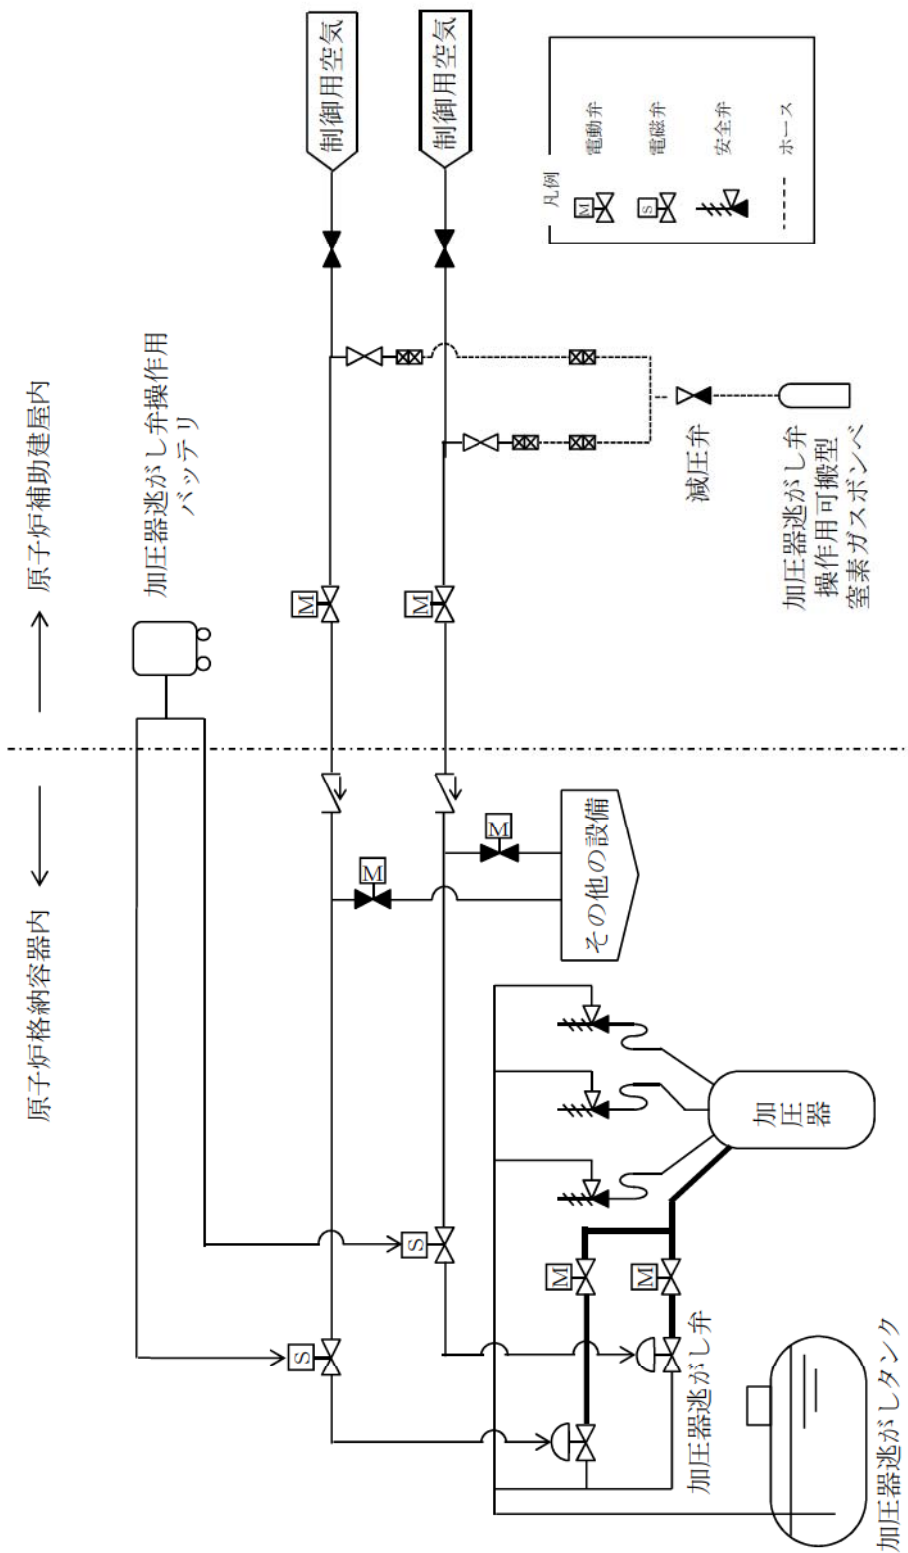 原子炉格納容器内
原子炉補助建屋内
加圧器逃がし弁操作用
バッテリ
制御用空気
制御用空気
凡例
M
電動弁
S
電磁弁
安全弁
ホース
M
M
M
M
その他の設備
減圧弁
加圧器逃がし弁
操作用可搬型
窒素ガスボンベ
S
S
M
M
加圧器逃がし弁
加圧器
加圧器逃がしタンク